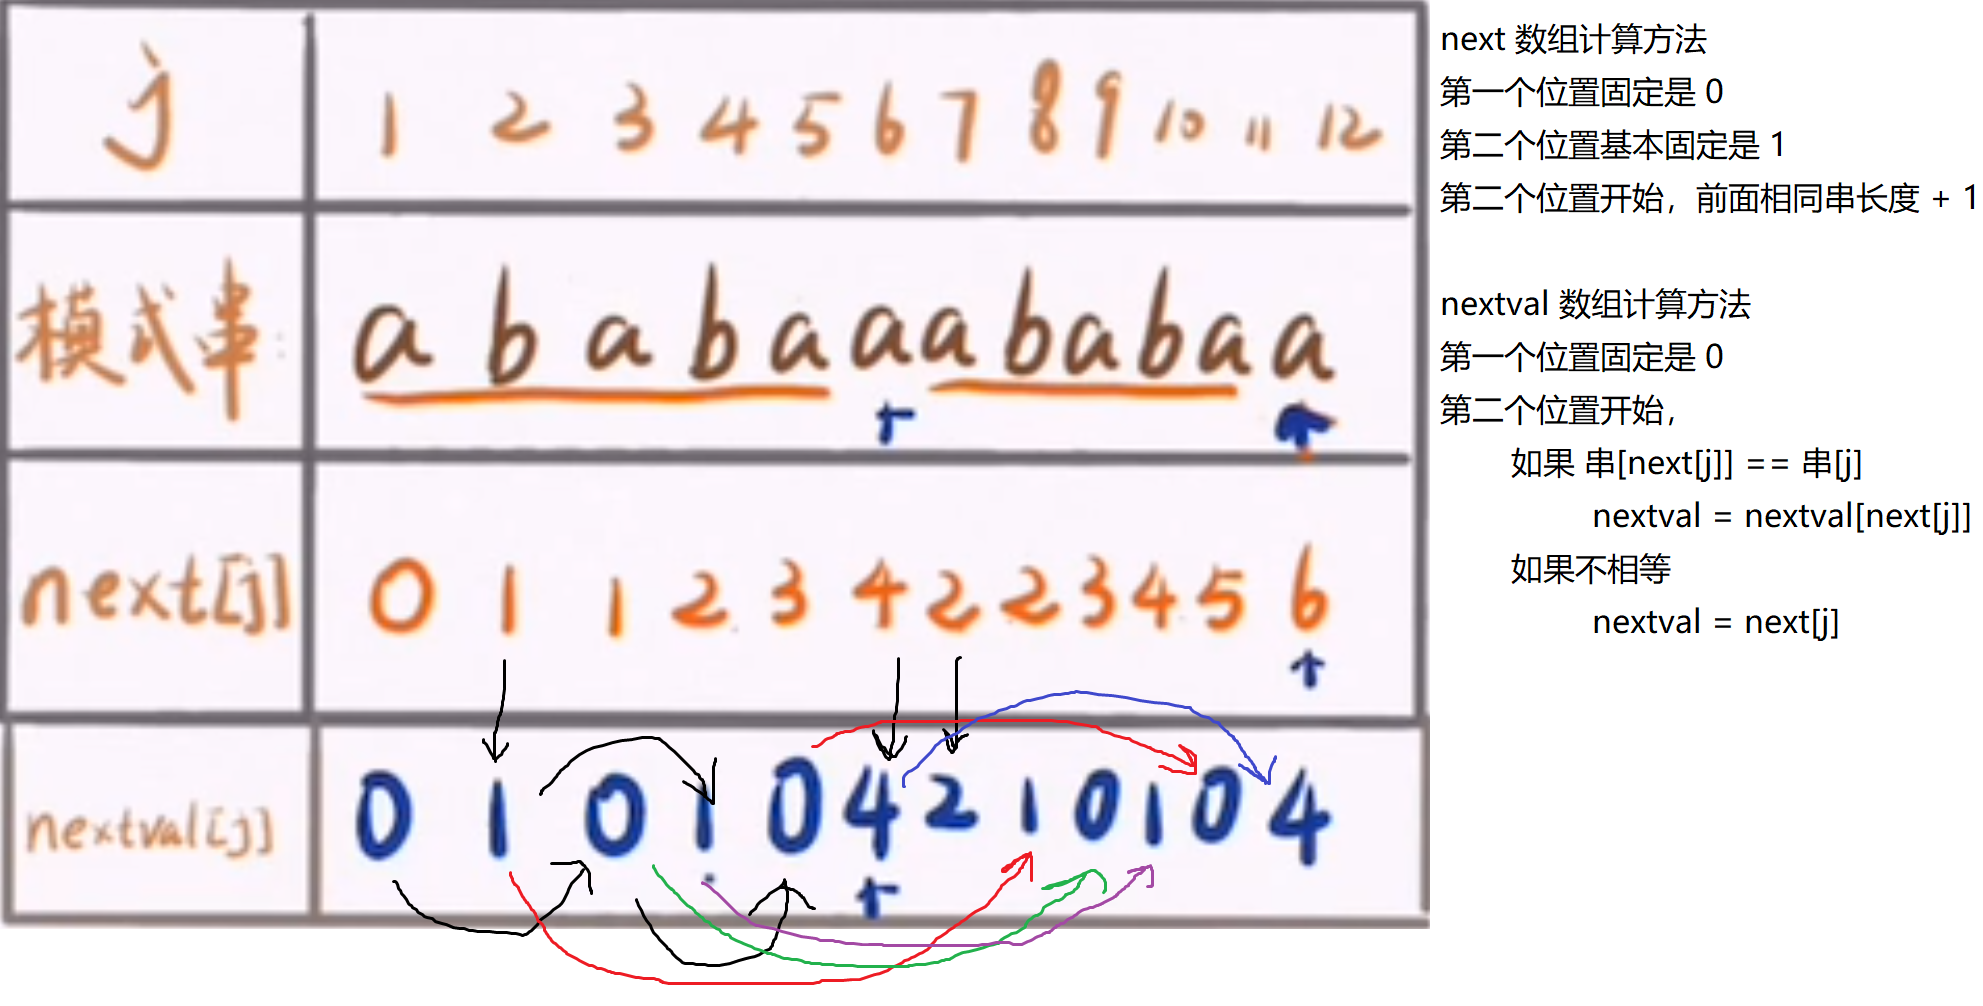 j 1 2 3 4 5 6 7 8 9 10 11 12
模式串: a b a b a a a b a b a a
next[j] 0 1 1 2 3 4 2 2 3 4 5 6
nextval[j] 0 1 0 1 0 4 2 1 0 1 0 4
next 数组计算方法
第一个位置固定是 0
第二个位置基本固定是 1
第二个位置开始，前面相同串长度 + 1
nextval 数组计算方法
第一个位置固定是 0
第二个位置开始，
如果 串[next[j]] == 串[j]
nextval = nextval[next[j]]
如果不相等
nextval = next[j]